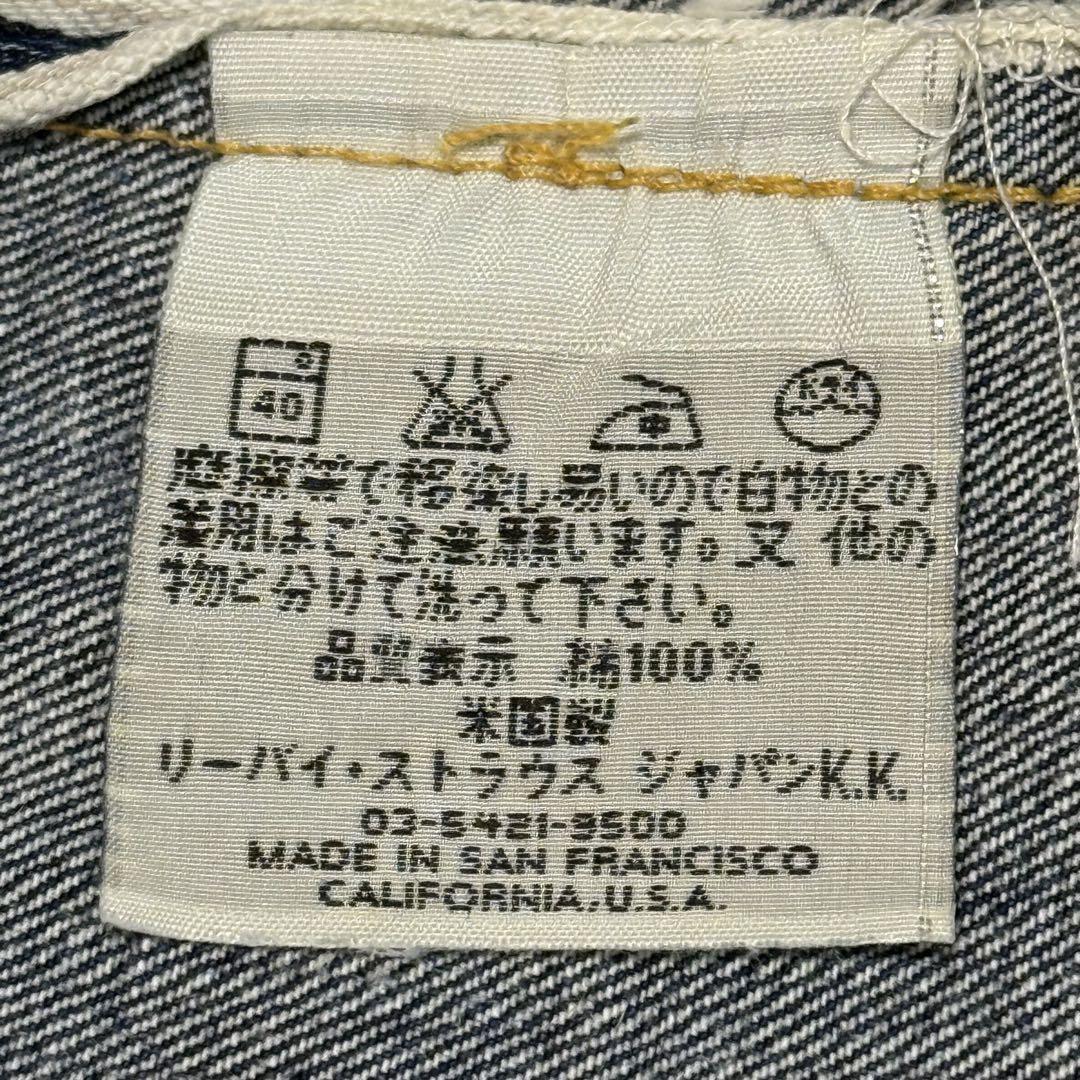 40
摩擦等で移染し易いので白物との
着用はご注意願います。又 他の
物と分けて洗って下さい。
品質表示 綿100%
米国製
リーバイ・ストラウス ジャパンK.K.
03-5421-9500
MADE IN SAN FRANCISCO
CALIFORNIA.U.S.A.